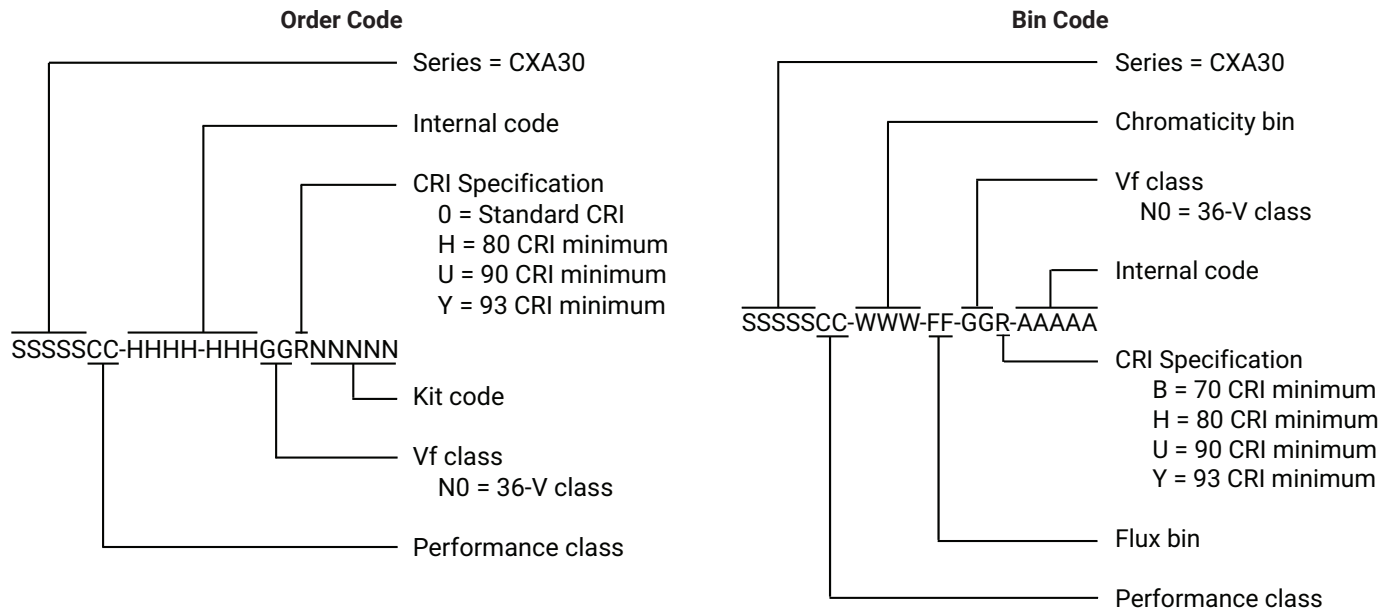 Order Code
Series = CXA30
Internal code
CRI Specification
0 = Standard CRI
H = 80 CRI minimum
U = 90 CRI minimum
Y = 93 CRI minimum
SSSSSCC-HHHH-HHHGGRNNNNN
Kit code
Vf class
N0 = 36-V class
Performance class
Bin Code
Series = CXA30
Chromaticity bin
Vf class
N0 = 36-V class
Internal code
SSSSSCC-WWW-FF-GGR-AAAAA
CRI Specification
B = 70 CRI minimum
H = 80 CRI minimum
U = 90 CRI minimum
Y = 93 CRI minimum
Flux bin
Performance class